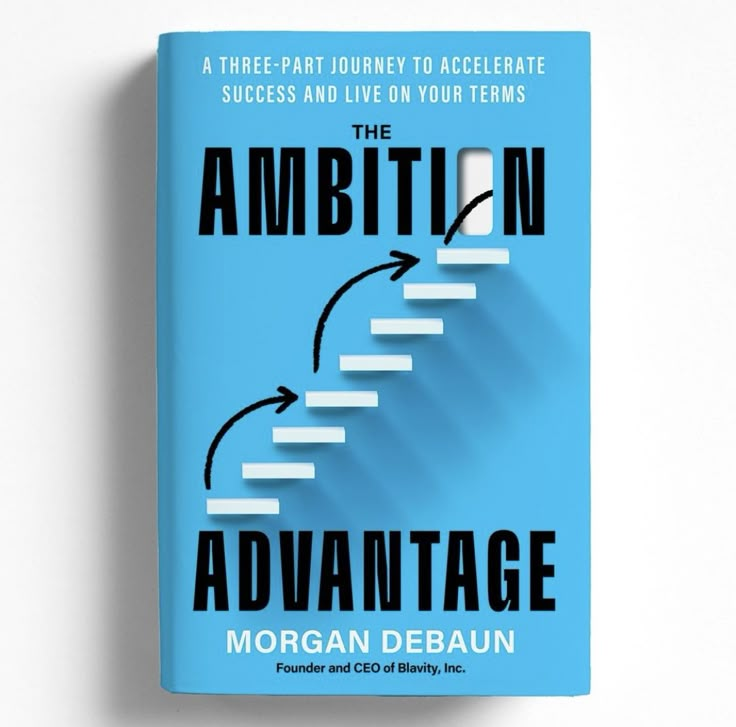 A THREE-PART JOURNEY TO ACCELERATE
SUCCESS AND LIVE ON YOUR TERMS
THE
AMBITION
ADVANTAGE
MORGAN DEBAUN
Founder and CEO of Blavity, Inc.